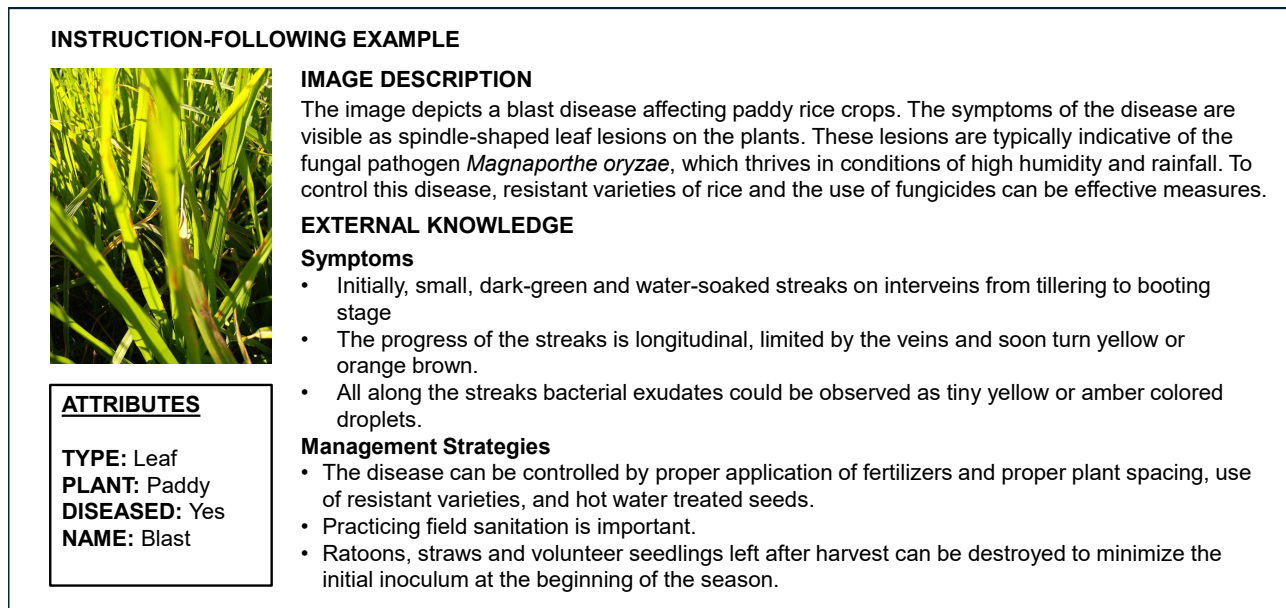 INSTRUCTION-FOLLOWING EXAMPLE
IMAGE DESCRIPTION
The image depicts a blast disease affecting paddy rice crops. The symptoms of the disease are
visible as spindle-shaped leaf lesions on the plants. These lesions are typically indicative of the
fungal pathogen Magnaporthe oryzae, which thrives in conditions of high humidity and rainfall. To
control this disease, resistant varieties of rice and the use of fungicides can be effective measures.
EXTERNAL KNOWLEDGE
Symptoms
• Initially, small, dark-green and water-soaked streaks on interveins from tillering to booting
stage
• The progress of the streaks is longitudinal, limited by the veins and soon turn yellow or
orange brown.
• All along the streaks bacterial exudates could be observed as tiny yellow or amber colored
droplets.
Management Strategies
• The disease can be controlled by proper application of fertilizers and proper plant spacing, use
of resistant varieties, and hot water treated seeds.
• Practicing field sanitation is important.
• Ratoons, straws and volunteer seedlings left after harvest can be destroyed to minimize the
initial inoculum at the beginning of the season.
ATTRIBUTES
TYPE: Leaf
PLANT: Paddy
DISEASED: Yes
NAME: Blast